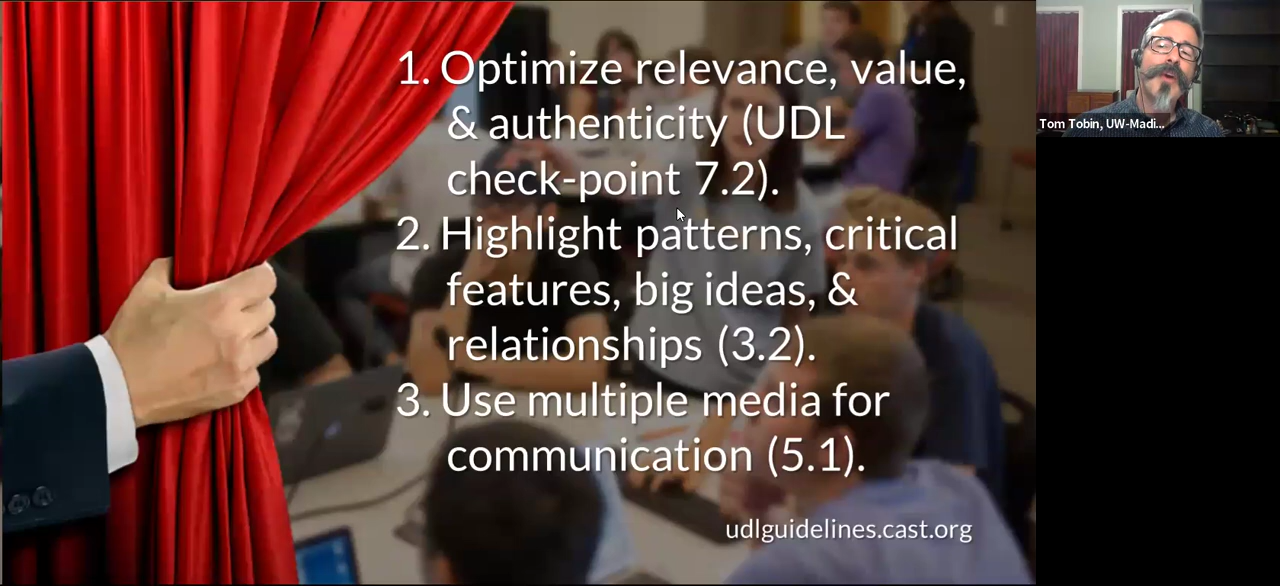 1. Optimize relevance, value,
& authenticity (UDL
check-point 7.2).
2. Highlight patterns, critical
features, big ideas, &
relationships (3.2).
3. Use multiple media for
communication (5.1).
udlguidelines.cast.org
Tom Tobin, UW-Madi...